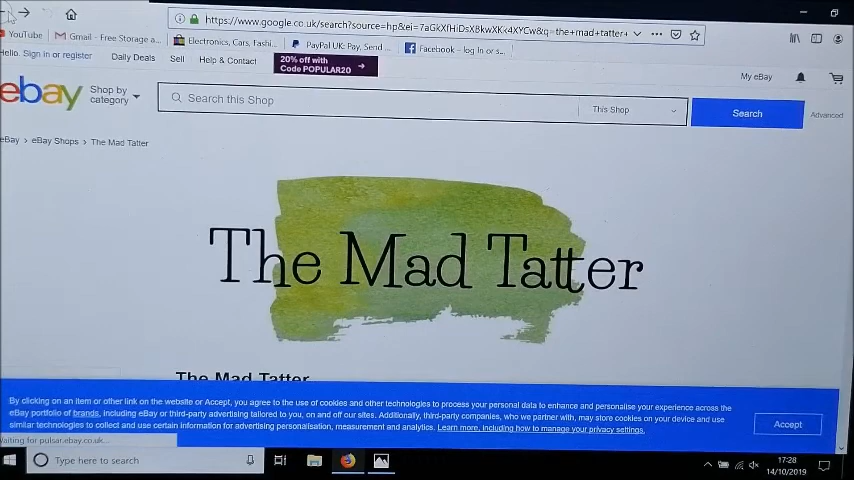 https://www.google.co.uk/search?source=hp&ei=7aGkXfHiDsXBkwXKk4XYCw&q=the+mad+tatter+
YouTube
Gmail - Free Storage a...
Electronics, Cars, Fashi...
PayPal UK: Pay, Send ...
Facebook – log in or s...
Hello. Sign in or register
Daily Deals
Sell
Help & Contact
20% off with
Code POPULAR20
My eBay
ebay
Shop by
category
Search this Shop
This Shop
Search
Advanced
eBay > eBay Shops > The Mad Tatter
The Mad Tatter
The Mad Tatter
By clicking on an item or other link on the website or Accept, you agree to the use of cookies and other technologies to process your personal data to enhance and personalise your experience across the
eBay portfolio of brands, including eBay or third-party advertising tailored to you, on and off our sites. Additionally, third-party companies, who we partner with, may store cookies on your device and use
similar technologies to collect and use certain information for advertising personalisation, measurement and analytics. Learn more, including how to manage your privacy settings.
Accept
Waiting for pulsar.ebay.co.uk...
Type here to search
17:28
14/10/2019